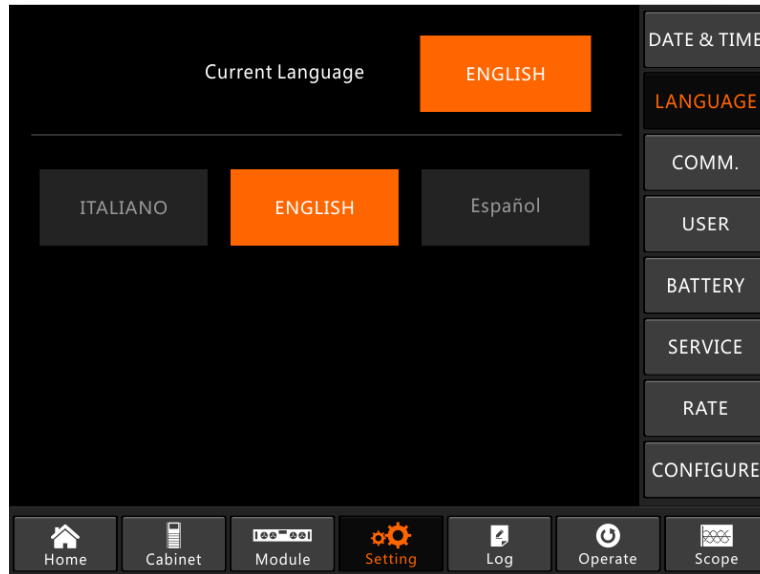 Current Language
ENGLISH
ITALIANO
ENGLISH
Español
DATE & TIME
LANGUAGE
COMM.
USER
BATTERY
SERVICE
RATE
CONFIGURE
Home
Cabinet
Module
Setting
Log
Operate
Scope